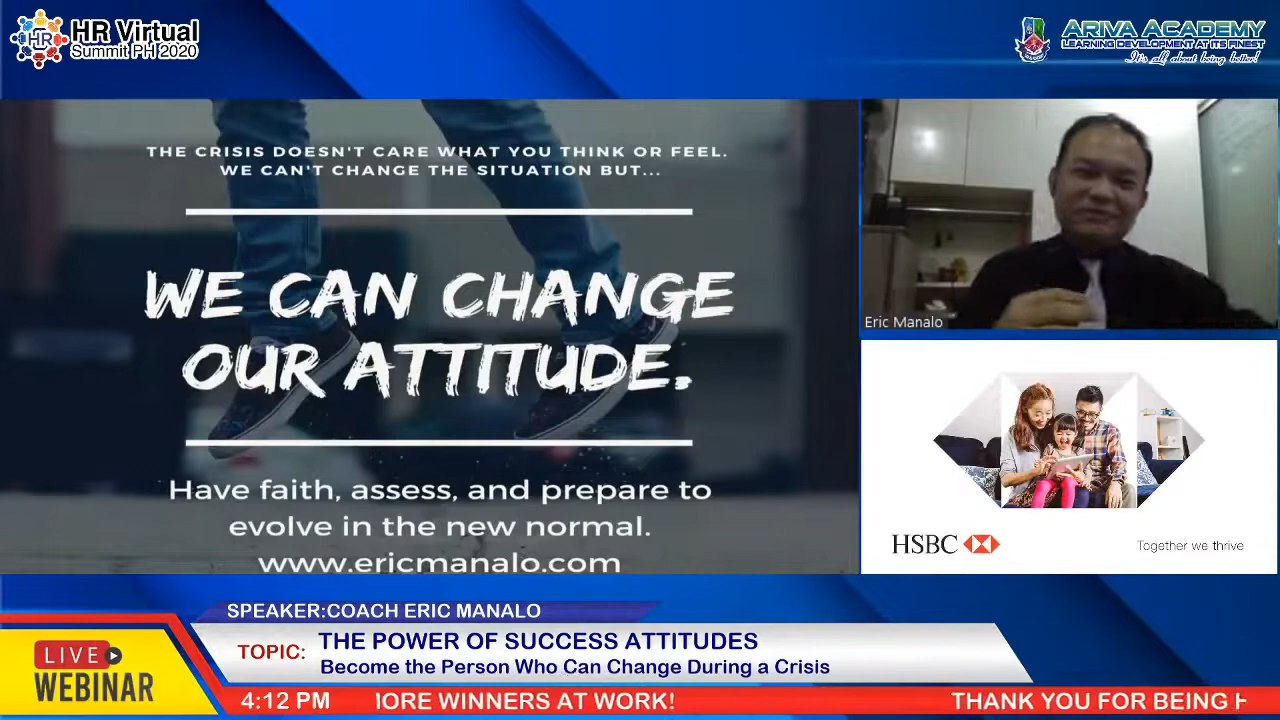 HR
HR Virtual
Summit PH 2020
ARIVA ACADEMY
LEARNING DEVELOPMENT AT ITS FINEST
It's all about being better!
THE CRISIS DOESN'T CARE WHAT YOU THINK OR FEEL.
WE CAN'T CHANGE THE SITUATION BUT...
WE CAN CHANGE
OUR ATTITUDE.
Have faith, assess, and prepare to
evolve in the new normal.
www.ericmanalo.com
Eric Manalo
HSBC
Together we thrive
SPEAKER:COACH ERIC MANALO
TOPIC: THE POWER OF SUCCESS ATTITUDES
Become the Person Who Can Change During a Crisis
LIVE
WEBINAR
4:12 PM
WINNERS AT WORK!
THANK YOU FOR BEING